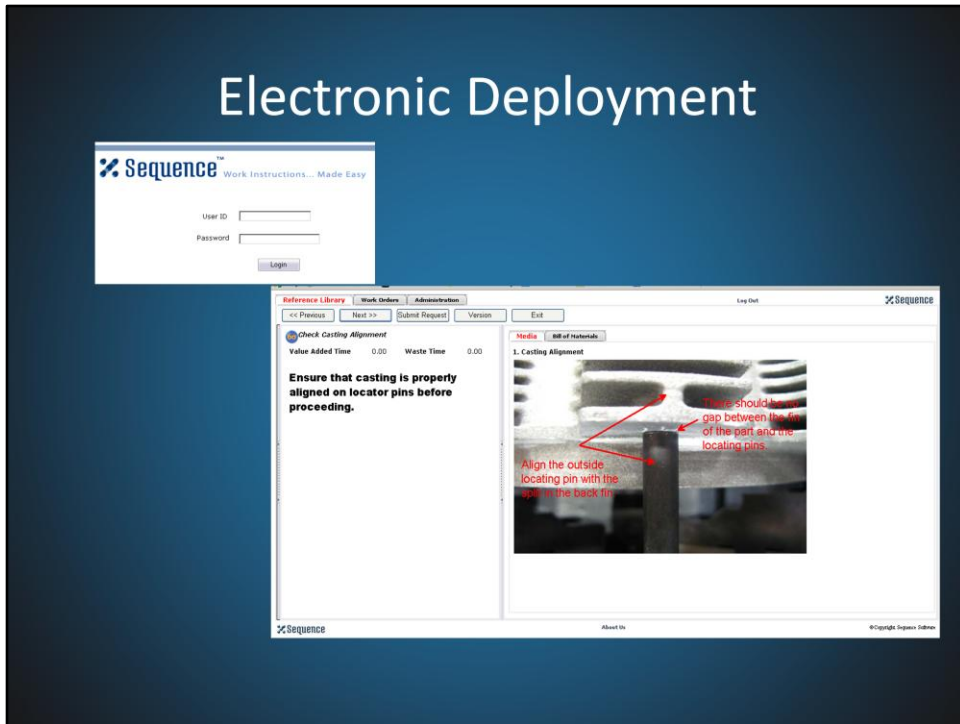 Electronic Deployment
Sequence™ Work Instructions... Made Easy
User ID
Password
Login
Reference Library Work Orders Administration Log Out Sequence
<< Previous Next >> Submit Request Version Exit
Check Casting Alignment
Value Added Time 0.00 Waste Time 0.00
Ensure that casting is properly
aligned on locator pins before
proceeding.
Media Bill of Materials
1. Casting Alignment
There should be no
gap between the fin
of the part and the
locating pins.
Align the outside
locating pin with the
in the back fin
Sequence About Us ©Copyright Sequence Software